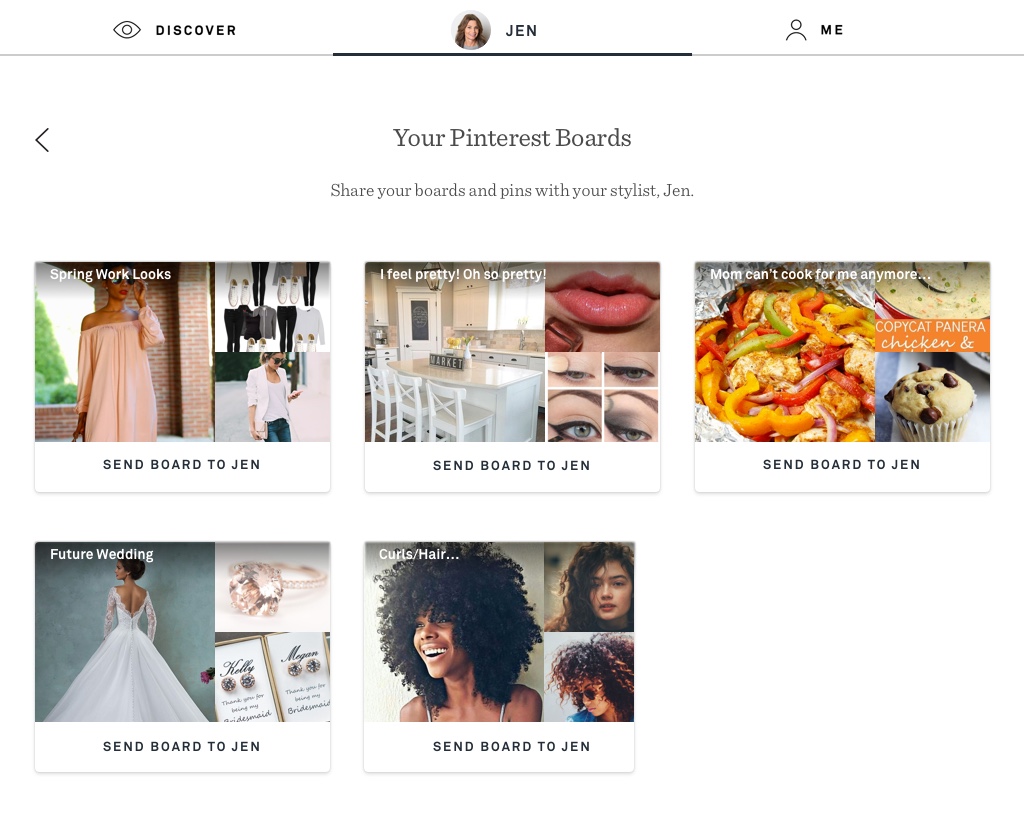 DISCOVER
JEN
ME
Your Pinterest Boards
Share your boards and pins with your stylist, Jen.
Spring Work Looks
I feel pretty! Oh so pretty!
Mom can't cook for me anymore...
MARKET
COPYCAT PANERA
chicken &
SEND BOARD TO JEN
SEND BOARD TO JEN
SEND BOARD TO JEN
Future Wedding
Curls/Hair...
Kelly
Megan
Thank you for
being my
Bridesmaid
Thank you for
being my
Bridesmaid
SEND BOARD TO JEN
SEND BOARD TO JEN